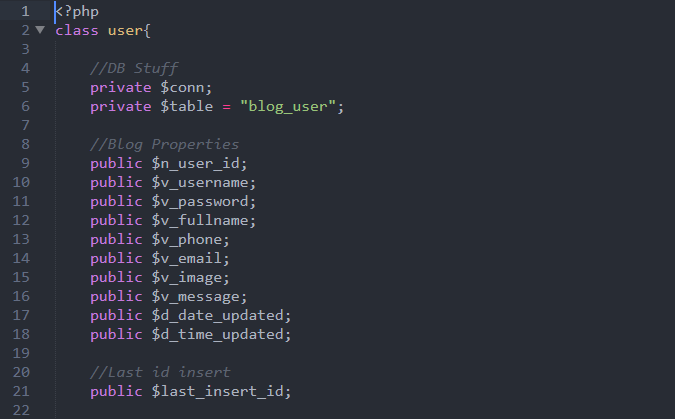 1 <?php
2 class user{
3
4 //DB Stuff
5 private $conn;
6 private $table = "blog_user";
7
8 //Blog Properties
9 public $n_user_id;
10 public $v_username;
11 public $v_password;
12 public $v_fullname;
13 public $v_phone;
14 public $v_email;
15 public $v_image;
16 public $v_message;
17 public $d_date_updated;
18 public $d_time_updated;
19
20 //Last id insert
21 public $last_insert_id;
22